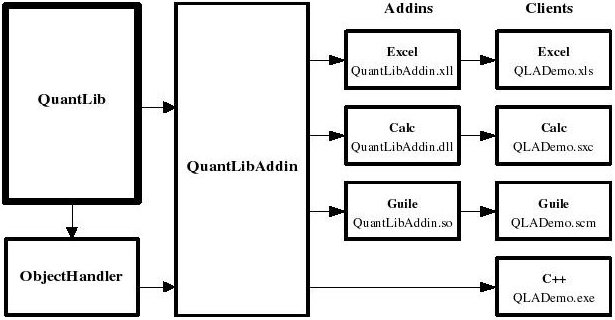 Addins
Clients
QuantLib
QuantLibAddin
ObjectHandler
Excel
QuantLibAddin.xll
Excel
QLADemo.xls
Calc
QuantLibAddin.dll
Calc
QLADemo.sxc
Guile
QuantLibAddin.so
Guile
QLADemo.scm
C++
QLADemo.exe